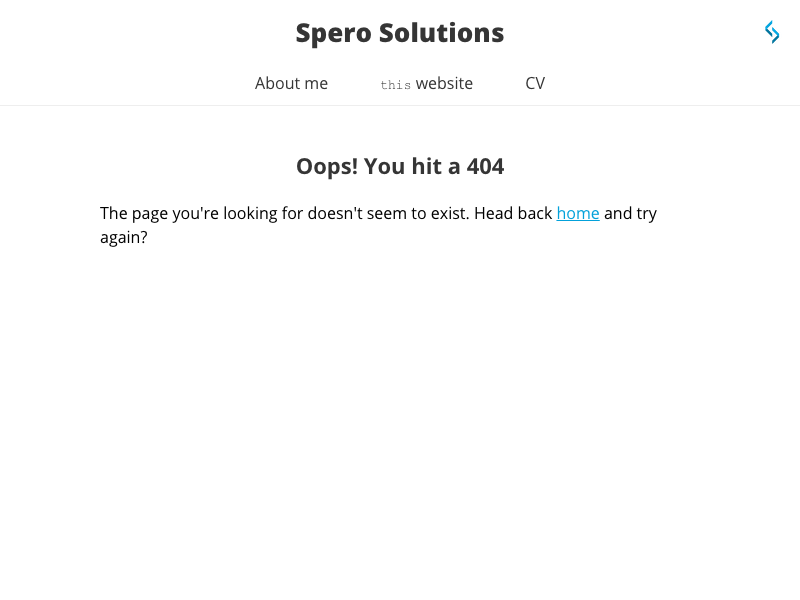 Spero Solutions
About me this website CV
Oops! You hit a 404
The page you're looking for doesn't seem to exist. Head back home and try
again?